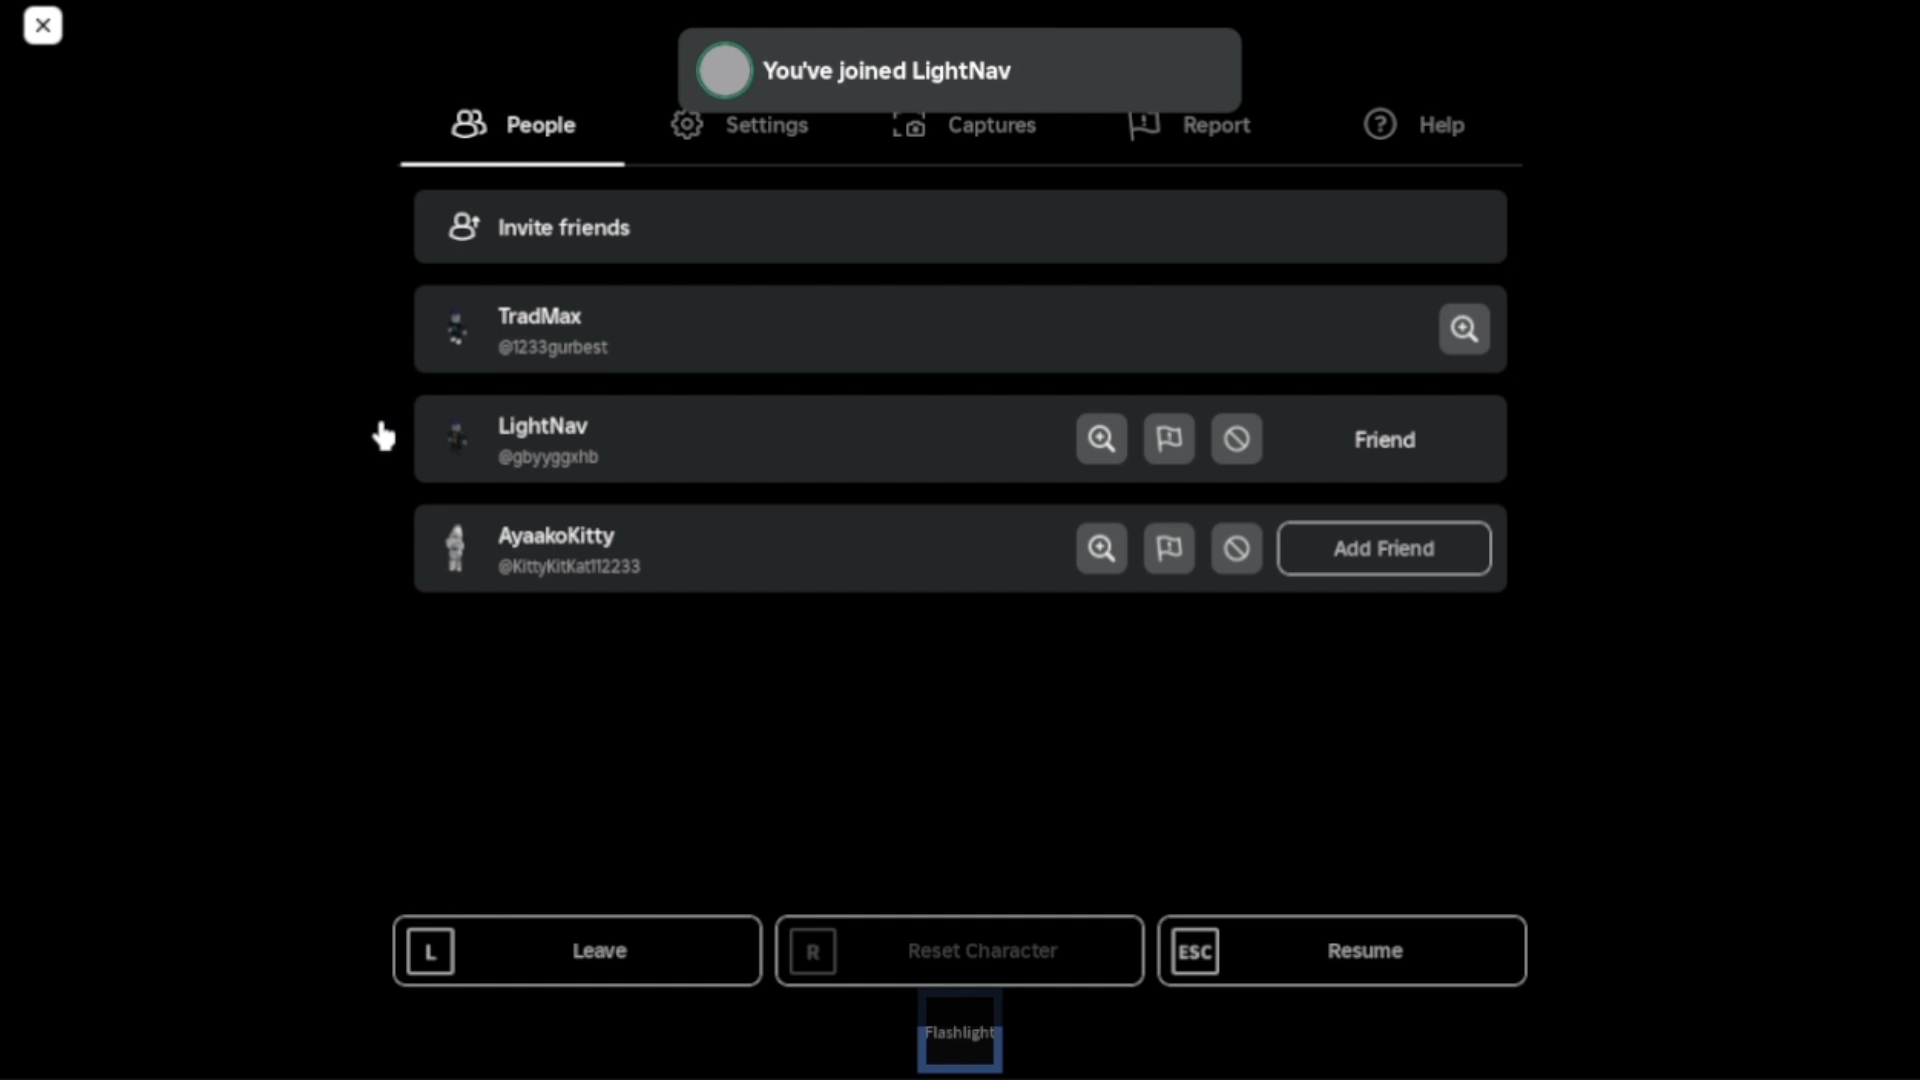 You've joined LightNav
People
Settings
Captures
Report
Help
Invite friends
TradMax
@1233gurbest
LightNav
@gbyyggxhb
Friend
AyaakoKitty
@KittyKitKat112233
Add Friend
L
Leave
R
Reset Character
ESC
Resume
Flashlight